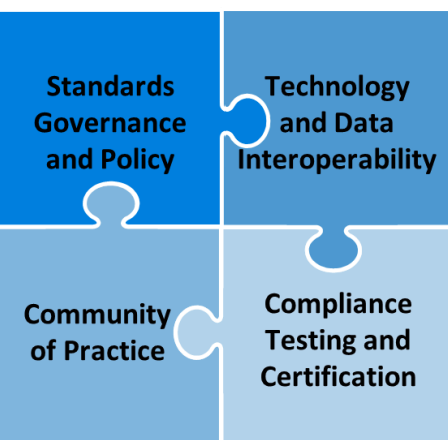 Standards
Governance
and Policy
Technology
and Data
Interoperability
Community
of Practice
Compliance
Testing and
Certification